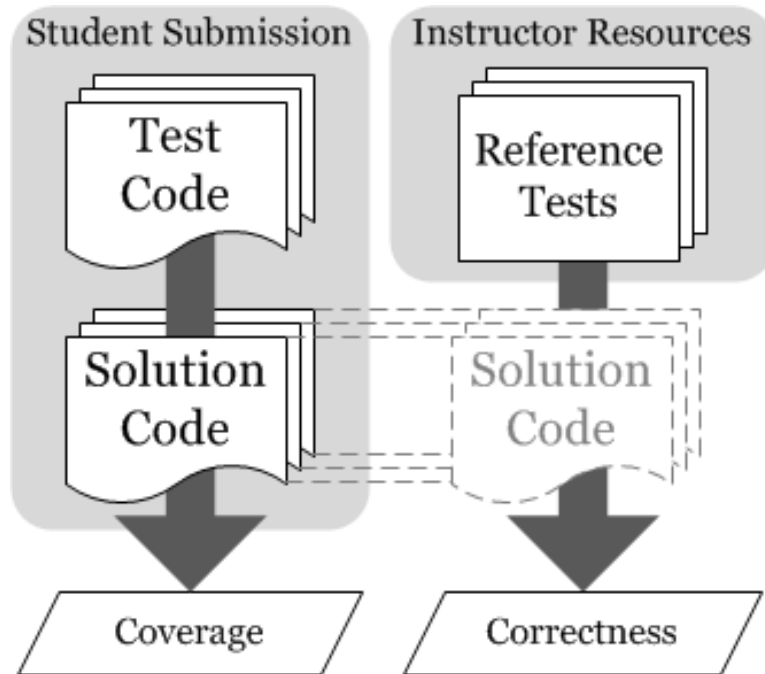 Student Submission
Test
Code
Solution
Code
Coverage
Instructor Resources
Reference
Tests
Solution
Code
Correctness